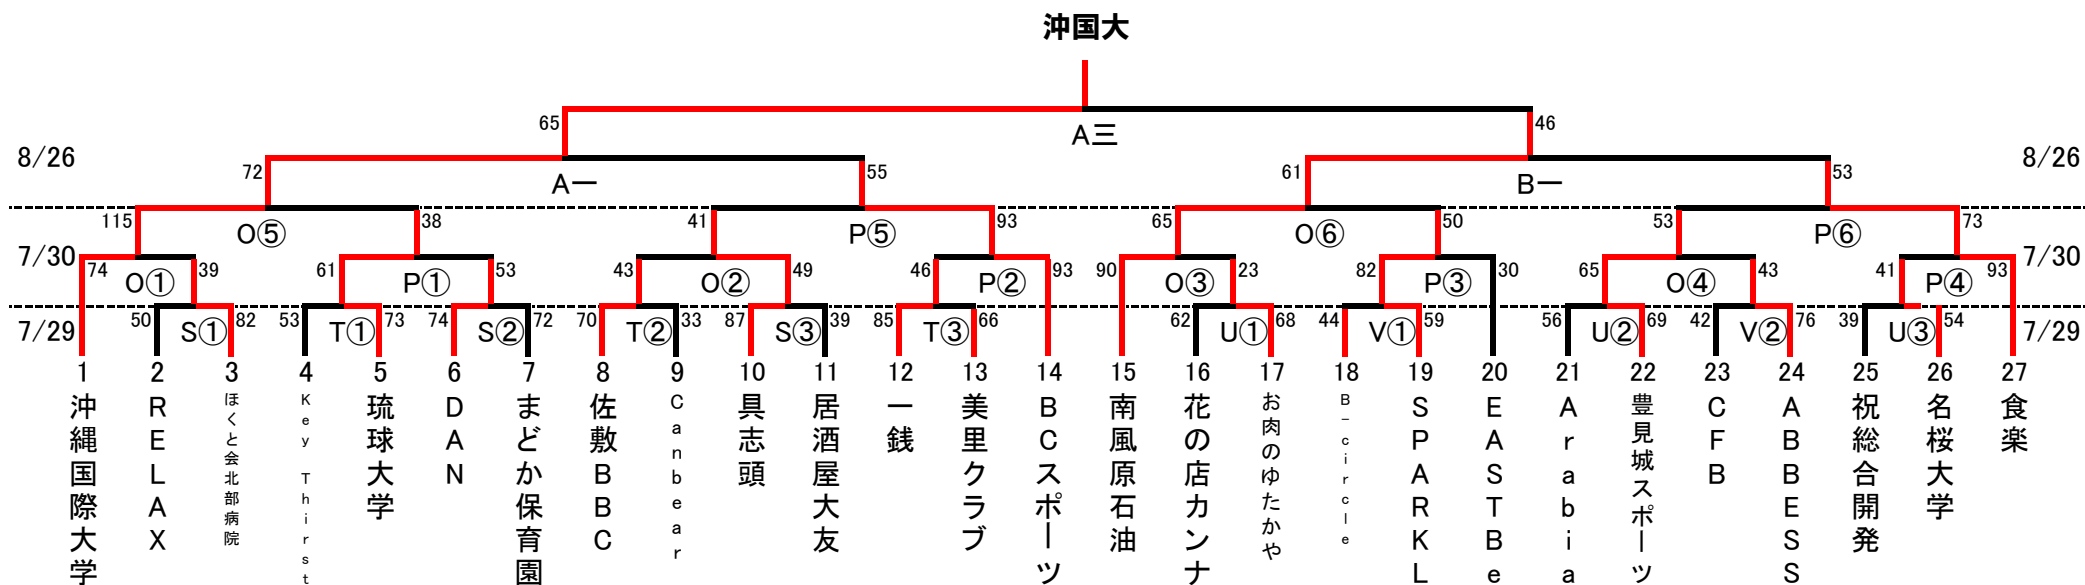 沖国大
65 A三 46
8/26 72 A一 55 61 B一 53 8/26
115 O⑤ 38 41 P⑤ 93 65 O⑥ 50 53 P⑥ 73
7/30 74 O① 39 61 P① 53 43 O② 49 46 P② 93 90 O③ 23 82 P③ 30 65 O④ 43 41 P④ 93 7/30
7/29 50 S① 82 53 T① 73 74 S② 72 70 T② 33 87 S③ 39 85 T③ 66 62 U① 68 44 V① 59 56 U② 69 42 V② 76 39 U③ 54 7/29
1 2 3 4 5 6 7 8 9 10 11 12 13 14 15 16 17 18 19 20 21 22 23 24 25 26 27
沖縄国際大学
RELAX
ほくと会北部病院
Key Thirst
琉球大学
DAN
まどか保育園
佐敷BBC
Canbear
具志頭
居酒屋大友
一銭
美里クラブ
BCスポーツ
南風原石油
花の店カンナ
お肉のゆたかや
B-circle
SPARKL
EASTBe
Arabia
豊見城スポーツ
CFB
ABBESS
祝総合開発
名桜大学
食楽